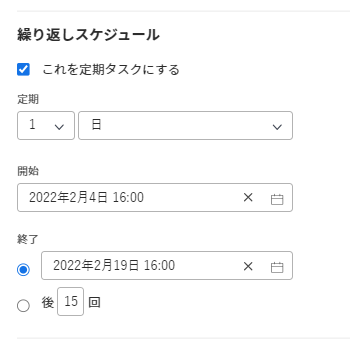 繰り返しスケジュール
これを定期タスクにする
定期
1 日
開始
2022年2月4日 16:00
終了
2022年2月19日 16:00
後 15 回